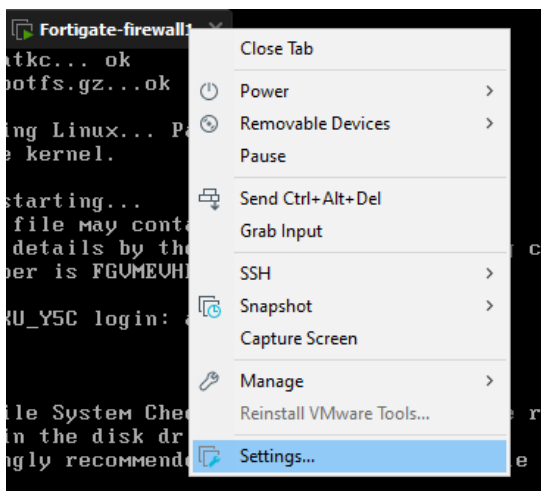 Fortigate-firewall1
atkc... ok
ootfs.gz...ok
ing Linux... Pa
e kernel.
starting...
file may conta
details by the
c
ber is FGVMEVH
KU_Y5C login: a
ile System Chec
e r
in the disk dr
ngly recommende
e
Close Tab
Power
Removable Devices
Pause
Send Ctrl+Alt+Del
Grab Input
SSH
Snapshot
Capture Screen
Manage
Reinstall VMware Tools...
Settings...